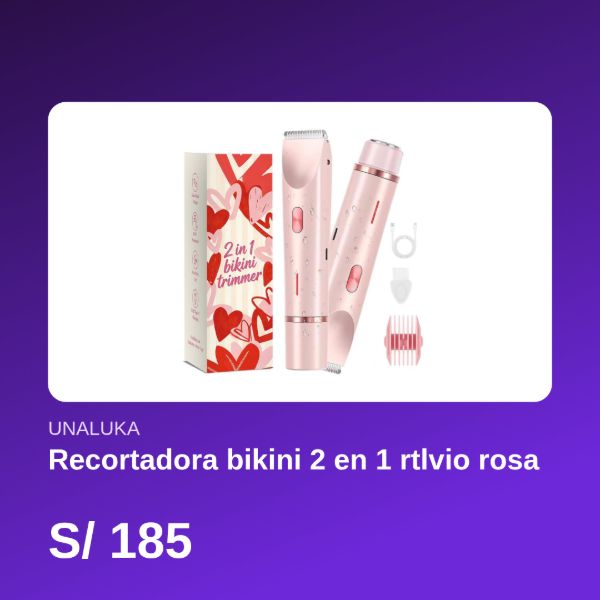 2 in 1
bikini
trimmer
UNALUKA
Recortadora bikini 2 en 1 rtlvio rosa
S/ 185